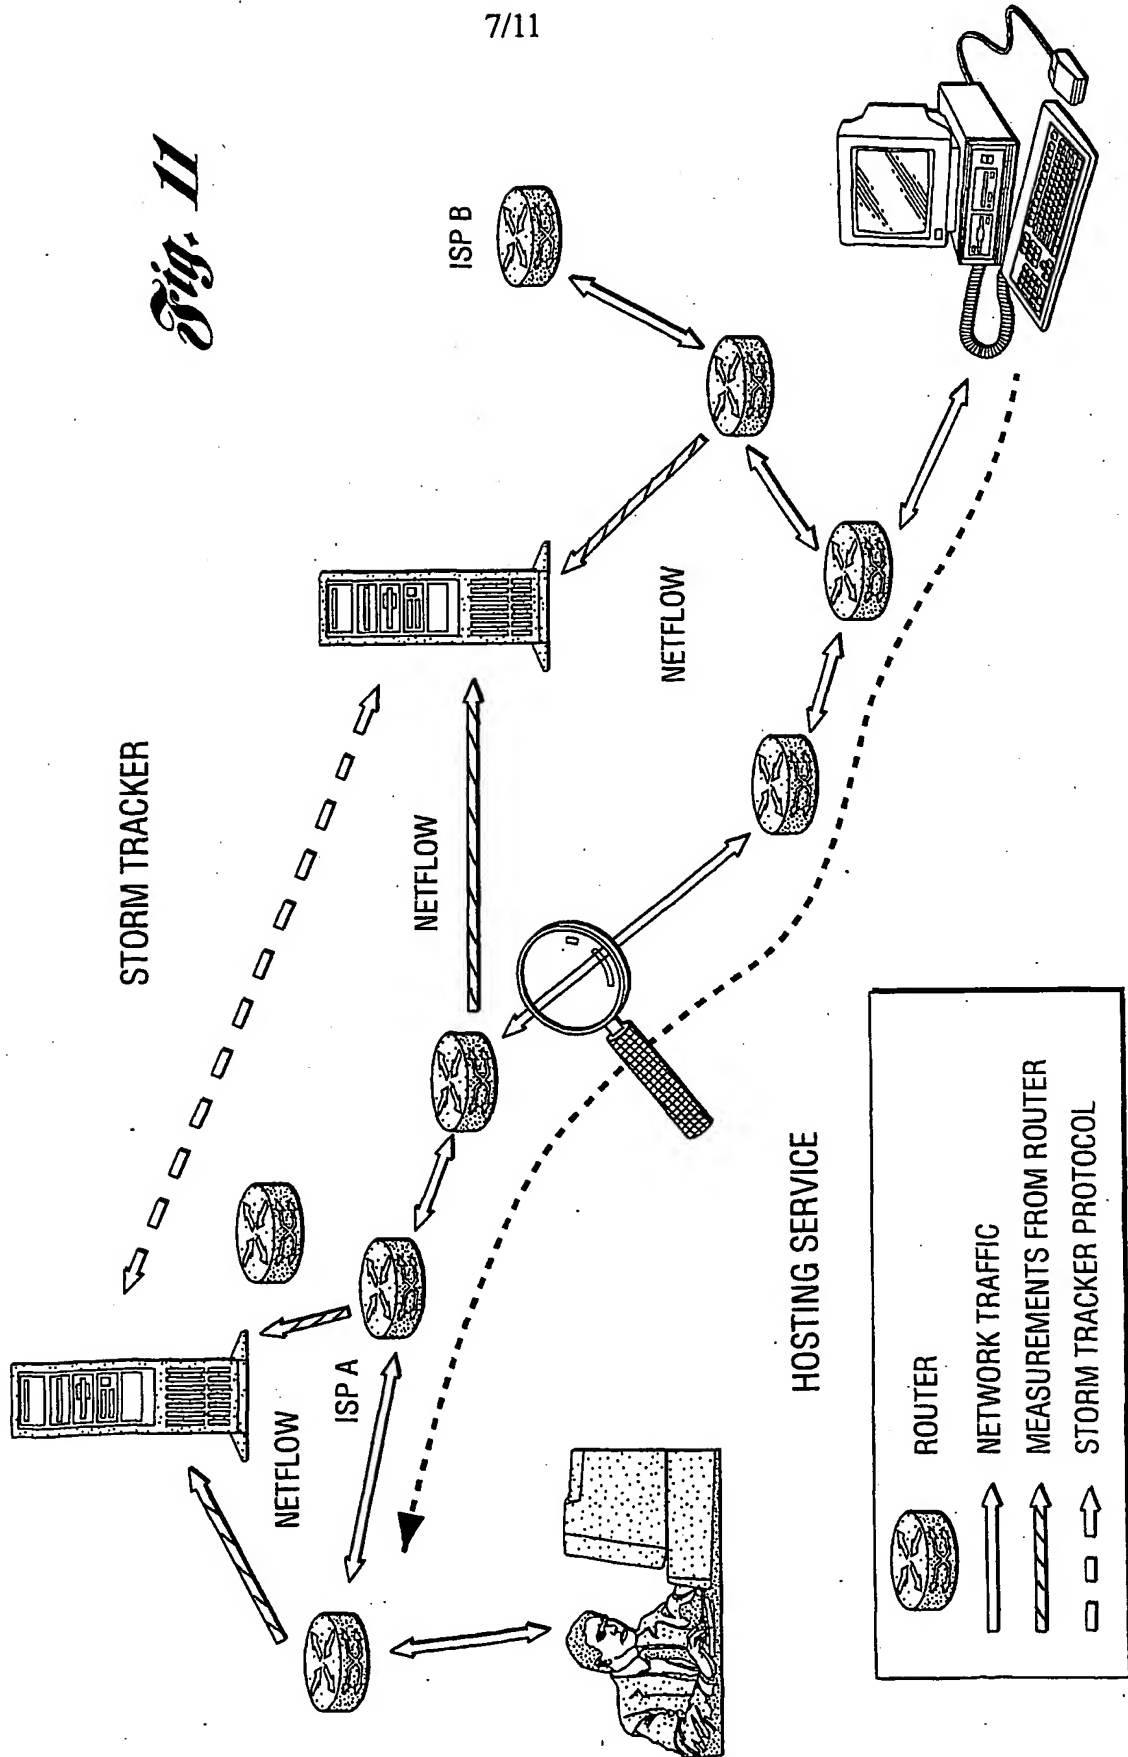 7/11
Fig. 11
STORM TRACKER
ISP B
NETFLOW
NETFLOW
NETFLOW
ISP A
HOSTING SERVICE
ROUTER
NETWORK TRAFFIC
MEASUREMENTS FROM ROUTER
STORM TRACKER PROTOCOL